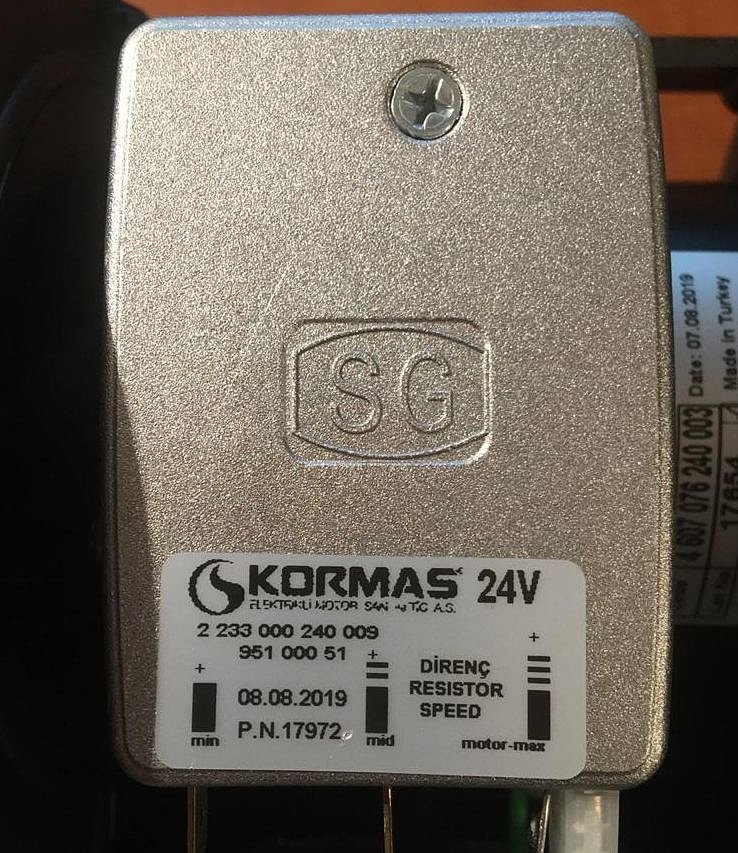 SG
KORMAS 24V
ELEKTRİKLİ MOTOR SAN. ve TİC A.S.
2 233 000 240 009
951 000 51
+
+
+
DİRENÇ
RESISTOR
SPEED
08.08.2019
P.N.17972
min
mid
motor-max
Date: 07.08.2019
Made in Turkey
4 607 076 240 003
17654